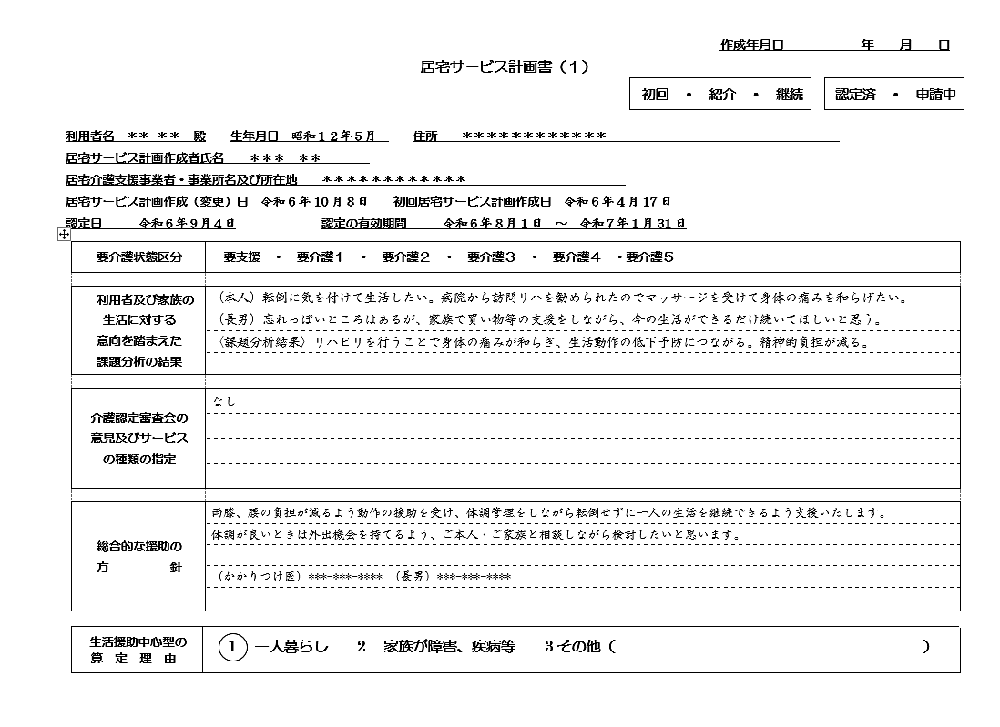 作成年月日　　　　　　年　　月　　日
居宅サービス計画書（１）
初回　・　紹介　・　継続　　認定済　・　申請中
利用者名　＊＊ ＊＊　殿　　生年月日　昭和１２年５月　　住所　　＊＊＊＊＊＊＊＊＊＊＊＊
居宅サービス計画作成者氏名　　＊＊＊　＊＊
居宅介護支援事業者・事業所名及び所在地　　＊＊＊＊＊＊＊＊＊＊＊＊
居宅サービス計画作成（変更）日　令和６年１０月８日　　初回居宅サービス計画作成日　令和６年４月１７日
認定日　　　令和６年９月４日　　　　　　　認定の有効期間　　　令和６年８月１日　～　令和７年１月３１日
要介護状態区分　　要支援　・　要介護１　・　要介護２　・　要介護３　・　要介護４　・要介護５
利用者及び家族の
生活に対する
意向を踏まえた
課題分析の結果
（本人）転倒に気を付けて生活したい。病院から訪問リハを勧められたのでマッサージを受けて身体の痛みを和らげたい。
（長男）忘れっぽいところはあるが、家族で買い物等の支援をしながら、今の生活ができるだけ続いてほしいと思う。
（課題分析結果）リハビリを行うことで身体の痛みが和らぎ、生活動作の低下予防につながる。精神的負担が減る。
介護認定審査会の
意見及びサービス
の種類の指定
なし
総合的な援助の
方　　　　　針
両膝、腰の負担が減るよう動作の援助を受け、体調管理をしながら転倒せずに一人の生活を継続できるよう支援いたします。
体調が良いときは外出機会を持てるよう、ご本人・ご家族と相談しながら検討したいと思います。
（かかりつけ医）***-***-****　（長男）***-***-****
生活援助中心型の
算　定　理　由
1.　一人暮らし　　2.　家族が障害、疾病等　　3.その他（　　　　　　　　　　　　　　　　　　　　）